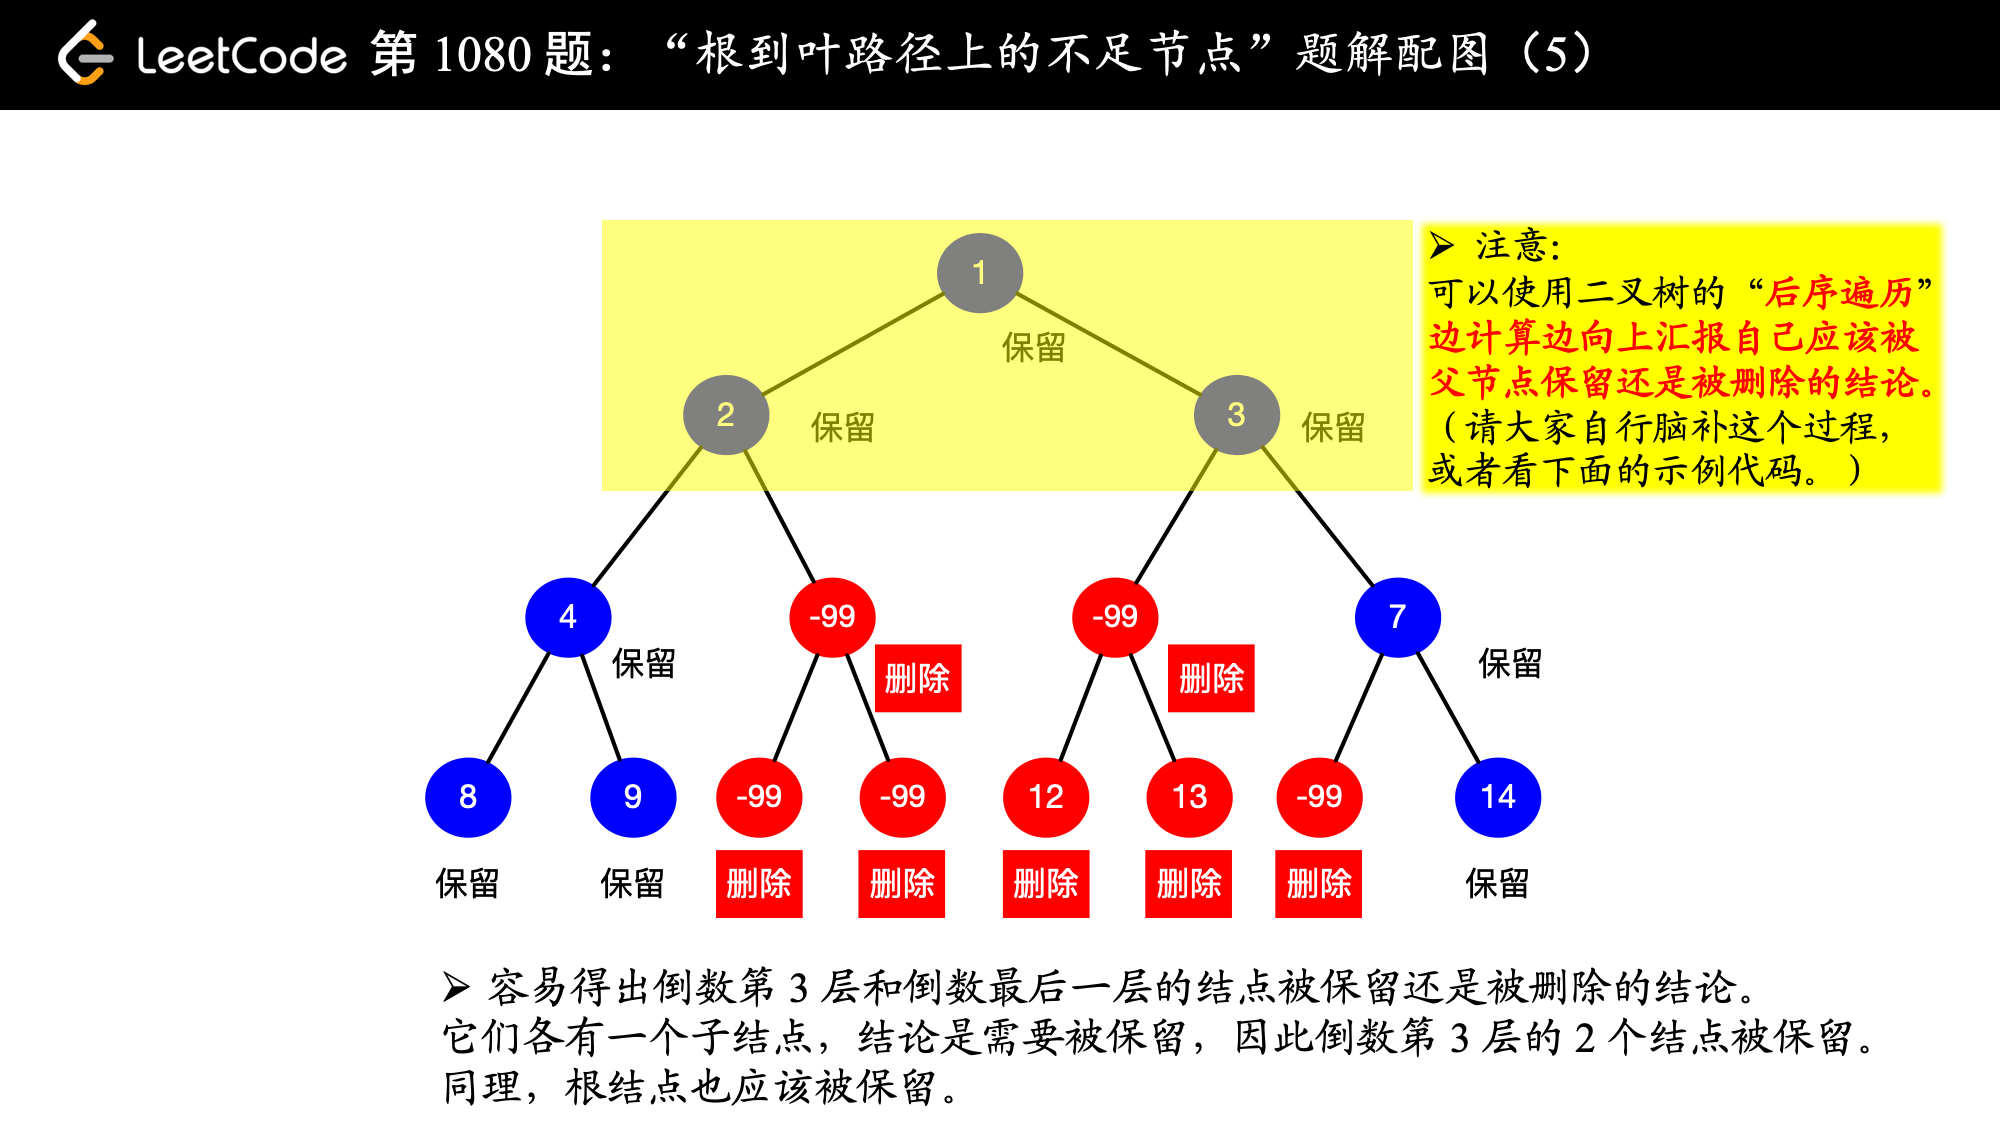 LeetCode 第 1080 题：“根到叶路径上的不足节点”题解配图（5）
➢ 注意：
可以使用二叉树的“后序遍历”
边计算边向上汇报自己应该被
父节点保留还是被删除的结论。
（请大家自行脑补这个过程，
或者看下面的示例代码。）
1
保留
2
保留
3
保留
4
保留
-99
删除
-99
删除
7
保留
8
9
-99
-99
12
13
-99
14
保留
保留
删除
删除
删除
删除
删除
保留
➢ 容易得出倒数第 3 层和倒数最后一层的结点被保留还是被删除的结论。
它们各有一个子结点，结论是需要被保留，因此倒数第 3 层的 2 个结点被保留。
同理，根结点也应该被保留。